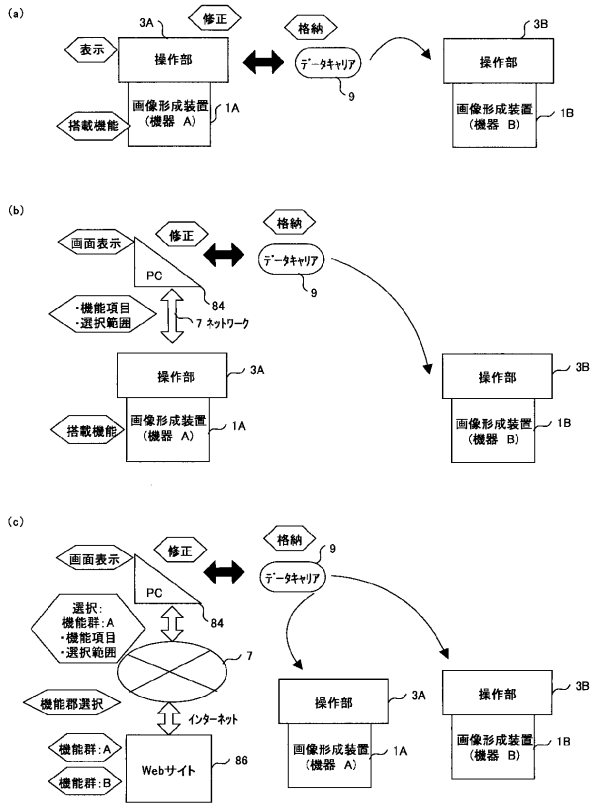 (a)
3A
修正
格納
3B
表示
操作部
データキャリア
操作部
9
画像形成装置
(機器 A)
1A
画像形成装置
(機器 B)
1B
搭載機能
(b)
格納
画面表示
修正
データキャリア
PC
9
84
・機能項目
・選択範囲
7 ネットワーク
操作部
3A
操作部
3B
搭載機能
画像形成装置
(機器 A)
1A
画像形成装置
(機器 B)
1B
(c)
格納
修正
9
画面表示
データキャリア
PC
84
選択:
機能群:A
・機能項目
・選択範囲
7
機能郡選択
インターネット
操作部
3A
操作部
3B
機能群:A
機能群:B
Webサイト
86
画像形成装置
(機器 A)
1A
画像形成装置
(機器 B)
1B